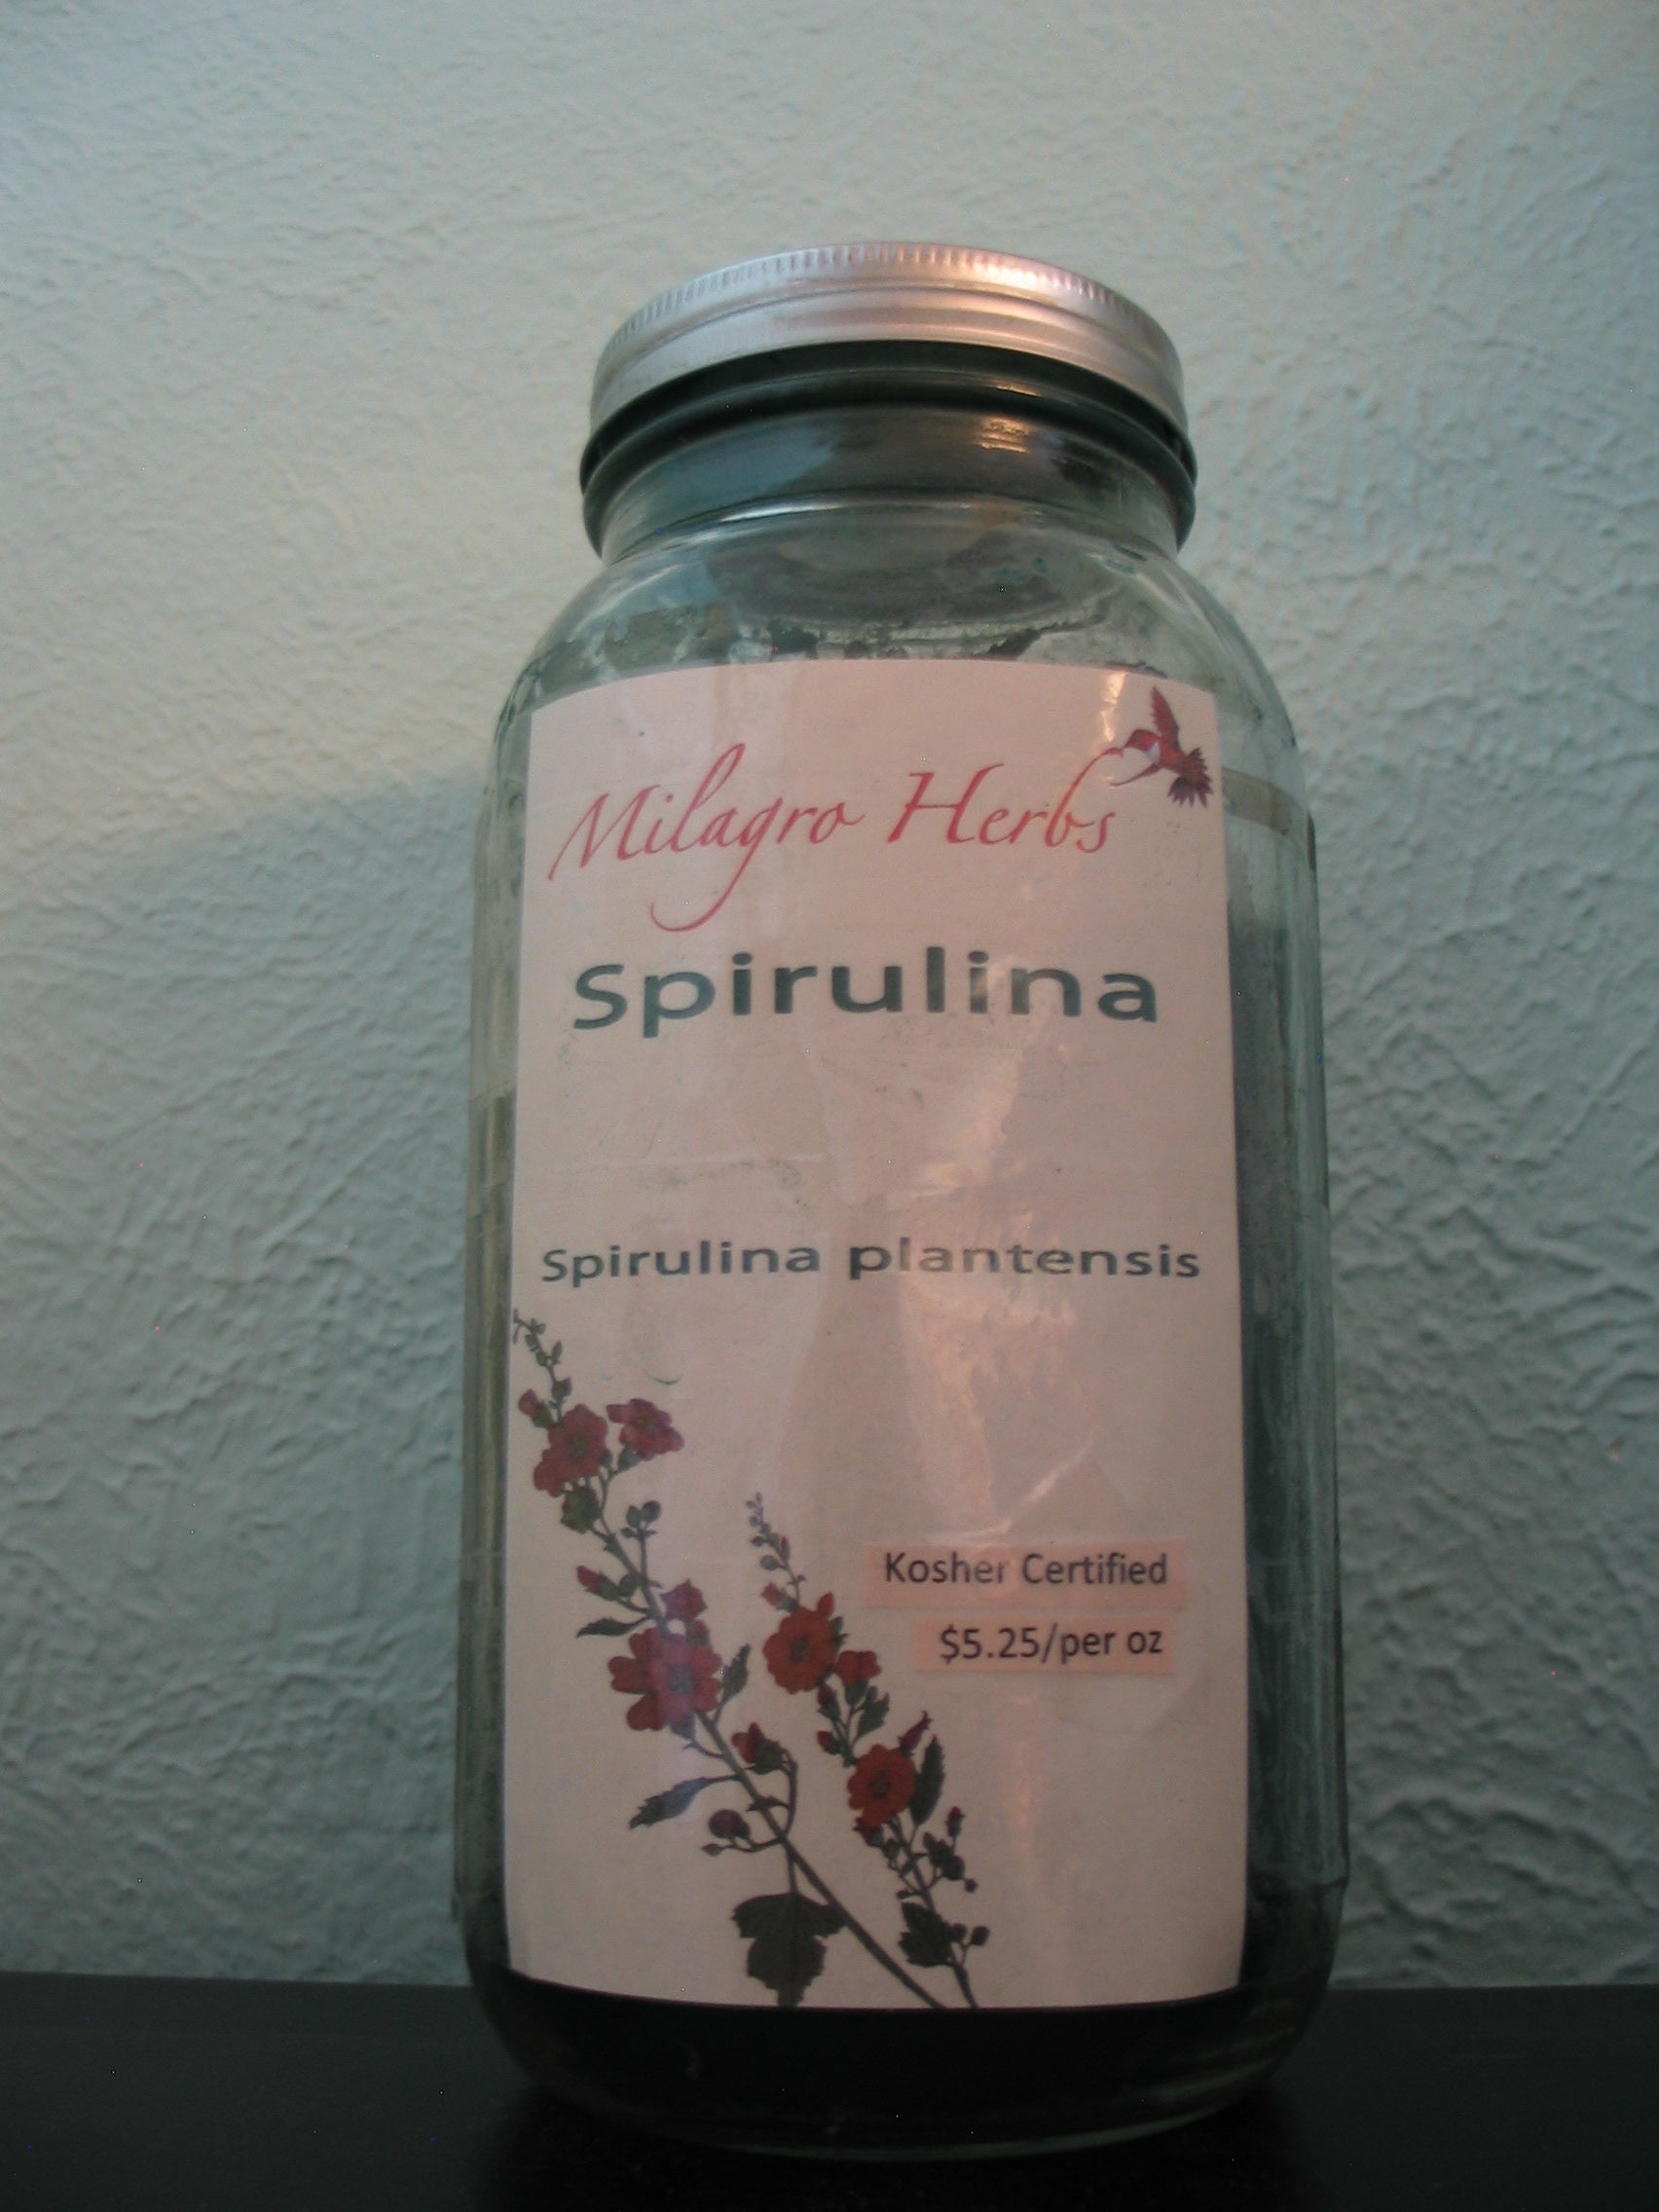 Milagro Herbs
Spirulina
Spirulina plantensis
Kosher Certified
$5.25/per oz